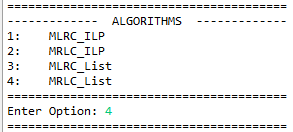 ========================================
-------------  ALGORITHMS  -------------
1:    MLRC_ILP
2:    MRLC_ILP
3:    MLRC_List
4:    MRLC_List
========================================
Enter Option: 4
========================================